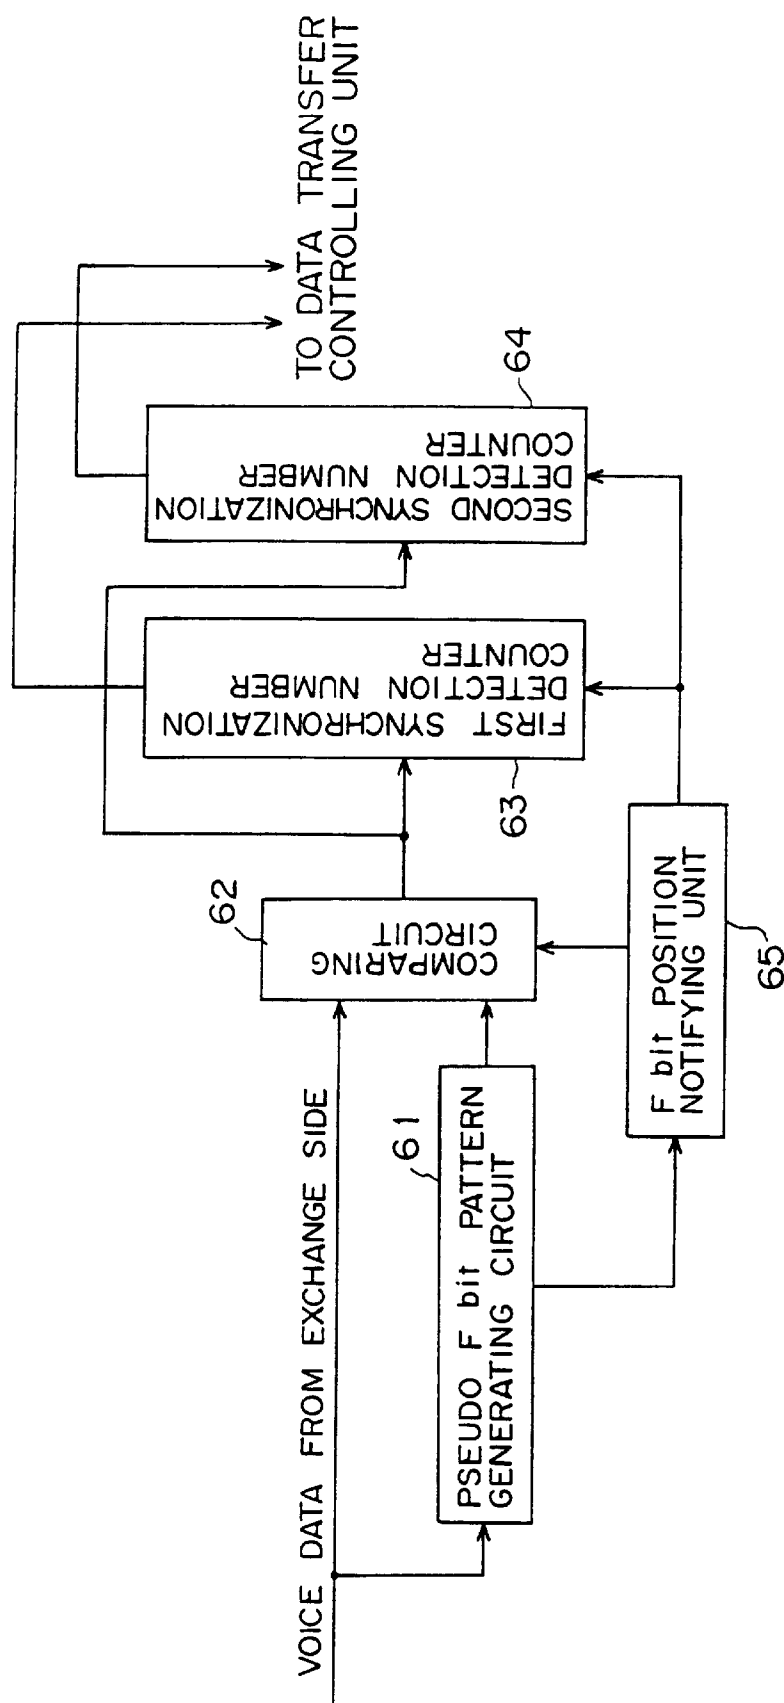 VOICE DATA FROM EXCHANGE SIDE
PSEUDO F bit PATTERN
GENERATING CIRCUIT
61
COMPARING
CIRCUIT
62
F bit POSITION
NOTIFYING UNIT
65
FIRST SYNCHRONIZATION
DETECTION NUMBER
COUNTER
63
SECOND SYNCHRONIZATION
DETECTION NUMBER
COUNTER
64
TO DATA TRANSFER
CONTROLLING UNIT